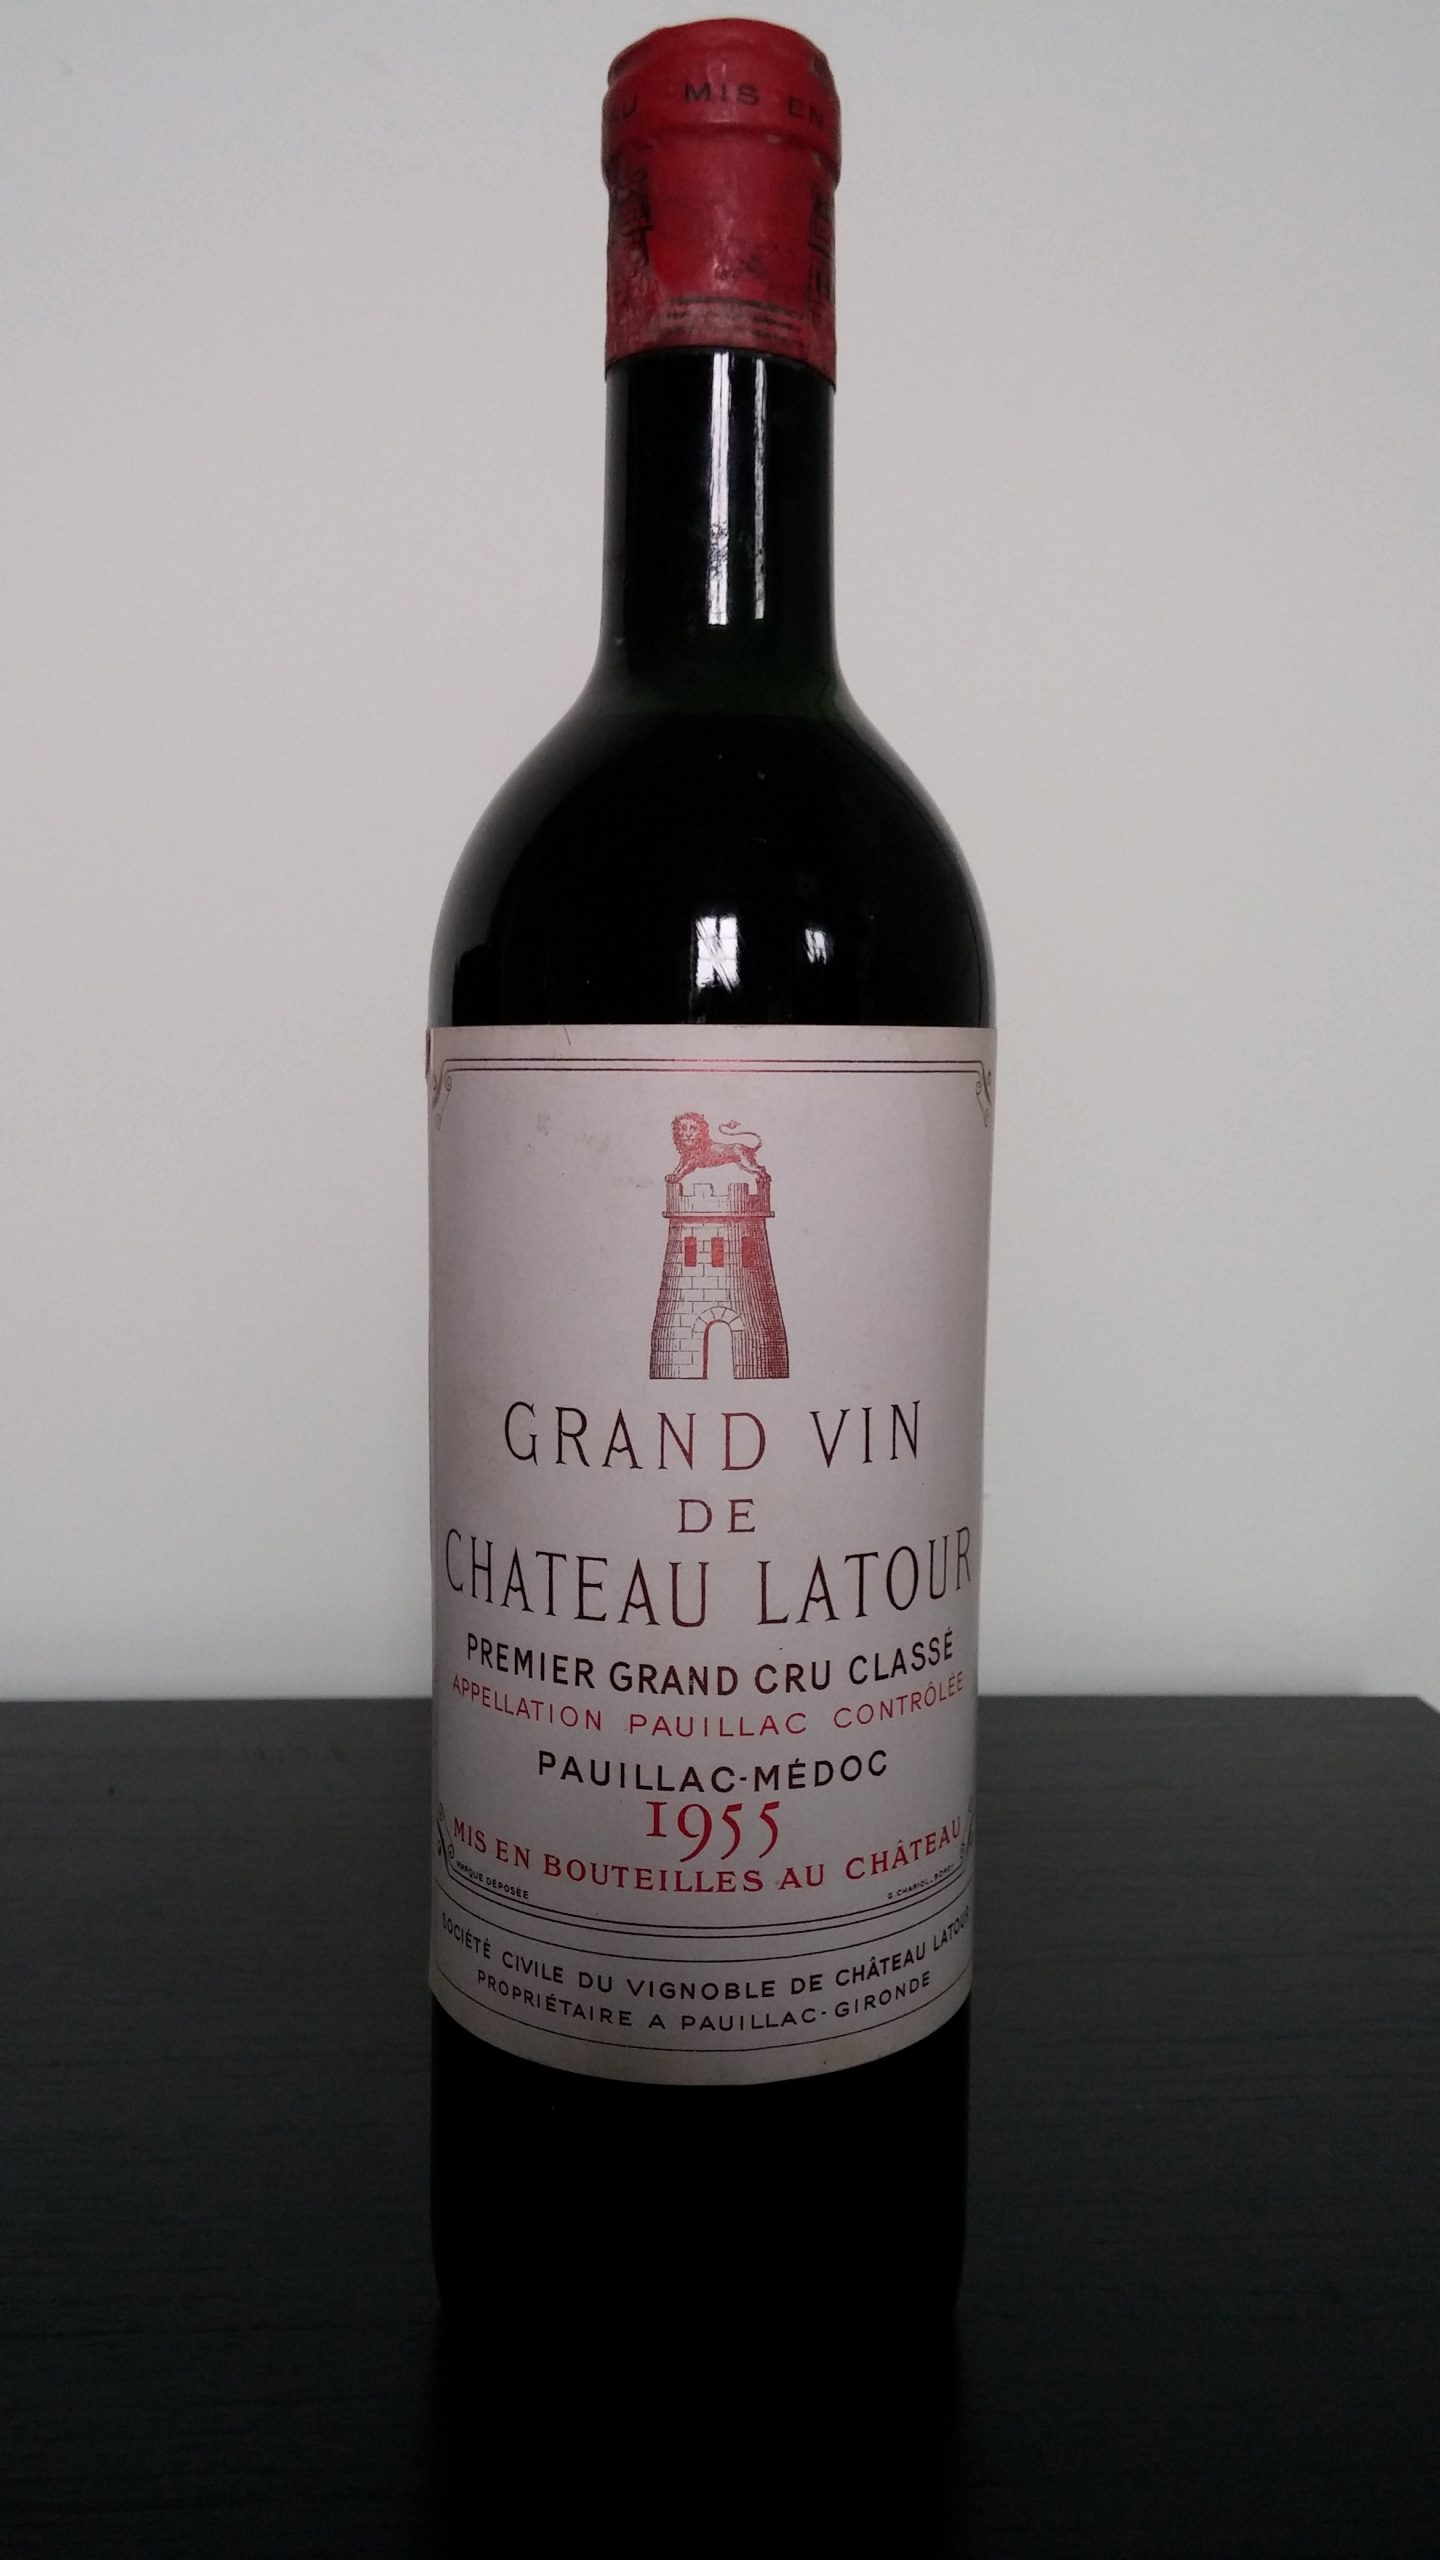 MIS EN
GRAND VIN
DE
CHATEAU LATOUR
PREMIER GRAND CRU CLASSÉ
APPELLATION PAUILLAC CONTRÔLÉE
PAUILLAC-MÉDOC
1955
MIS EN BOUTEILLES AU CHÂTEAU
MARQUE DÉPOSÉE
SOCIÉTÉ CIVILE DU VIGNOBLE DE CHÂTEAU LATOUR
PROPRIÉTAIRE A PAUILLAC-GIRONDE